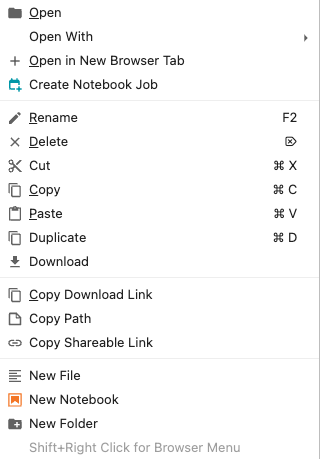 Open
Open With
Open in New Browser Tab
Create Notebook Job
Rename F2
Delete ⌦
Cut ⌘ X
Copy ⌘ C
Paste ⌘ V
Duplicate ⌘ D
Download
Copy Download Link
Copy Path
Copy Shareable Link
New File
New Notebook
New Folder
Shift+Right Click for Browser Menu